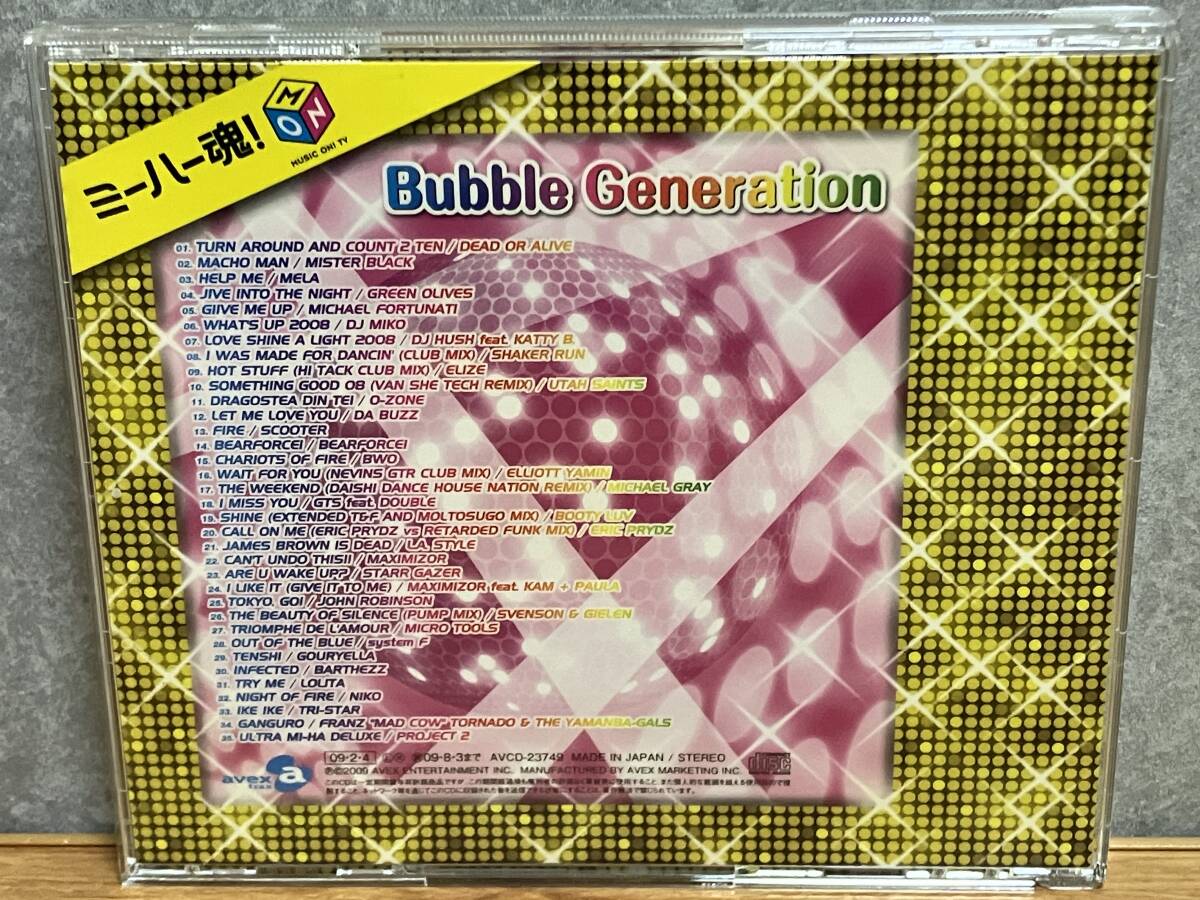 ミーハー魂!
MON
MUSIC ON! TV
Bubble Generation
01. TURN AROUND AND COUNT 2 TEN / DEAD OR ALIVE
02. MACHO MAN / MISTER BLACK
03. HELP ME / MELA
04. JIVE INTO THE NIGHT / GREEN OLIVES
05. GIIVE ME UP / MICHAEL FORTUNATI
06. WHAT'S UP 2008 / DJ MIKO
07. LOVE SHINE A LIGHT 2008 / DJ HUSH feat. KATTY B.
08. I WAS MADE FOR DANCIN' (CLUB MIX) / SHAKER RUN
09. HOT STUFF (HI TACK CLUB MIX) / ELIZE
10. SOMETHING GOOD 08 (VAN SHE TECH REMIX) / UTAH SAINTS
11. DRAGOSTEA DIN TEI / O-ZONE
12. LET ME LOVE YOU / DA BUZZ
13. FIRE / SCOOTER
14. BEARFORCE1 / BEARFORCE1
15. CHARIOTS OF FIRE / BWO
16. WAIT FOR YOU (NEVINS GTR CLUB MIX) / ELLIOTT YAMIN
17. THE WEEKEND (DAISHI DANCE HOUSE NATION REMIX) / MICHAEL GRAY
18. I MISS YOU / GTS feat. DOUBLE
19. SHINE (EXTENDED T&F AND MOLTOSUGO MIX) / BOOTY LUV
20. CALL ON ME (ERIC PRYDZ vs RETARDED FUNK MIX) / ERIC PRYDZ
21. JAMES BROWN IS DEAD / L.A. STYLE
22. CAN'T UNDO THIS!! / MAXIMIZOR
23. ARE U WAKE UP? / STARR GAZER
24. I LIKE IT (GIVE IT TO ME) / MAXIMIZOR feat. KAM + PAULA
25. TOKYO, GO! / JOHN ROBINSON
26. THE BEAUTY OF SILENCE (PUMP MIX) / SVENSON & GIELEN
27. TRIOMPHE DE L'AMOUR / MICRO TOOLS
28. OUT OF THE BLUE / system F
29. TENSHI / GOURYELLA
30. INFECTED / BARTHEZZ
31. TRY ME / LOLITA
32. NIGHT OF FIRE / NIKO
33. IKE IKE / TRI-STAR
34. GANGURO / FRANZ "MAD COW" TORNADO & THE YAMANBA-GALS
35. ULTRA MI-HA DELUXE / PROJECT 2
avex trax
09・2・4 09・8・3まで AVCD-23749 MADE IN JAPAN / STEREO
℗©2009 AVEX ENTERTAINMENT INC. MANUFACTURED BY AVEX MARKETING INC.